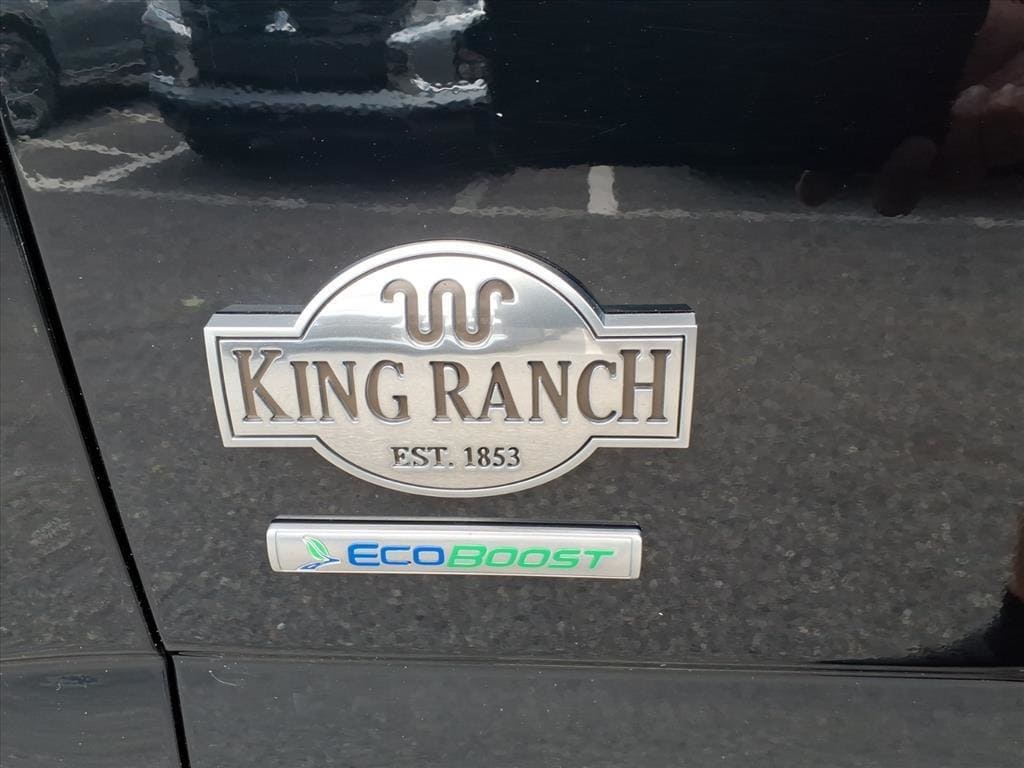 KING RANCH
EST. 1853
ECOBOOST